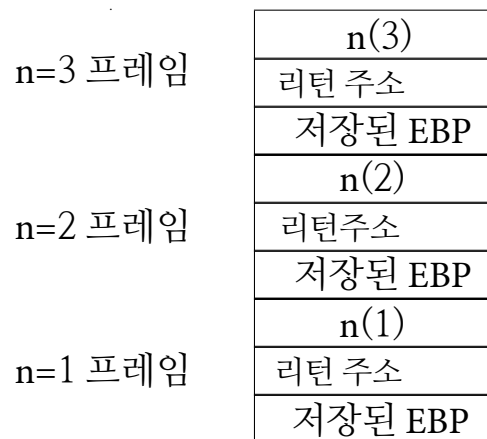 n(3)
n=3 프레임
리턴 주소
저장된 EBP
n(2)
n=2 프레임
리턴주소
저장된 EBP
n(1)
n=1 프레임
리턴 주소
저장된 EBP